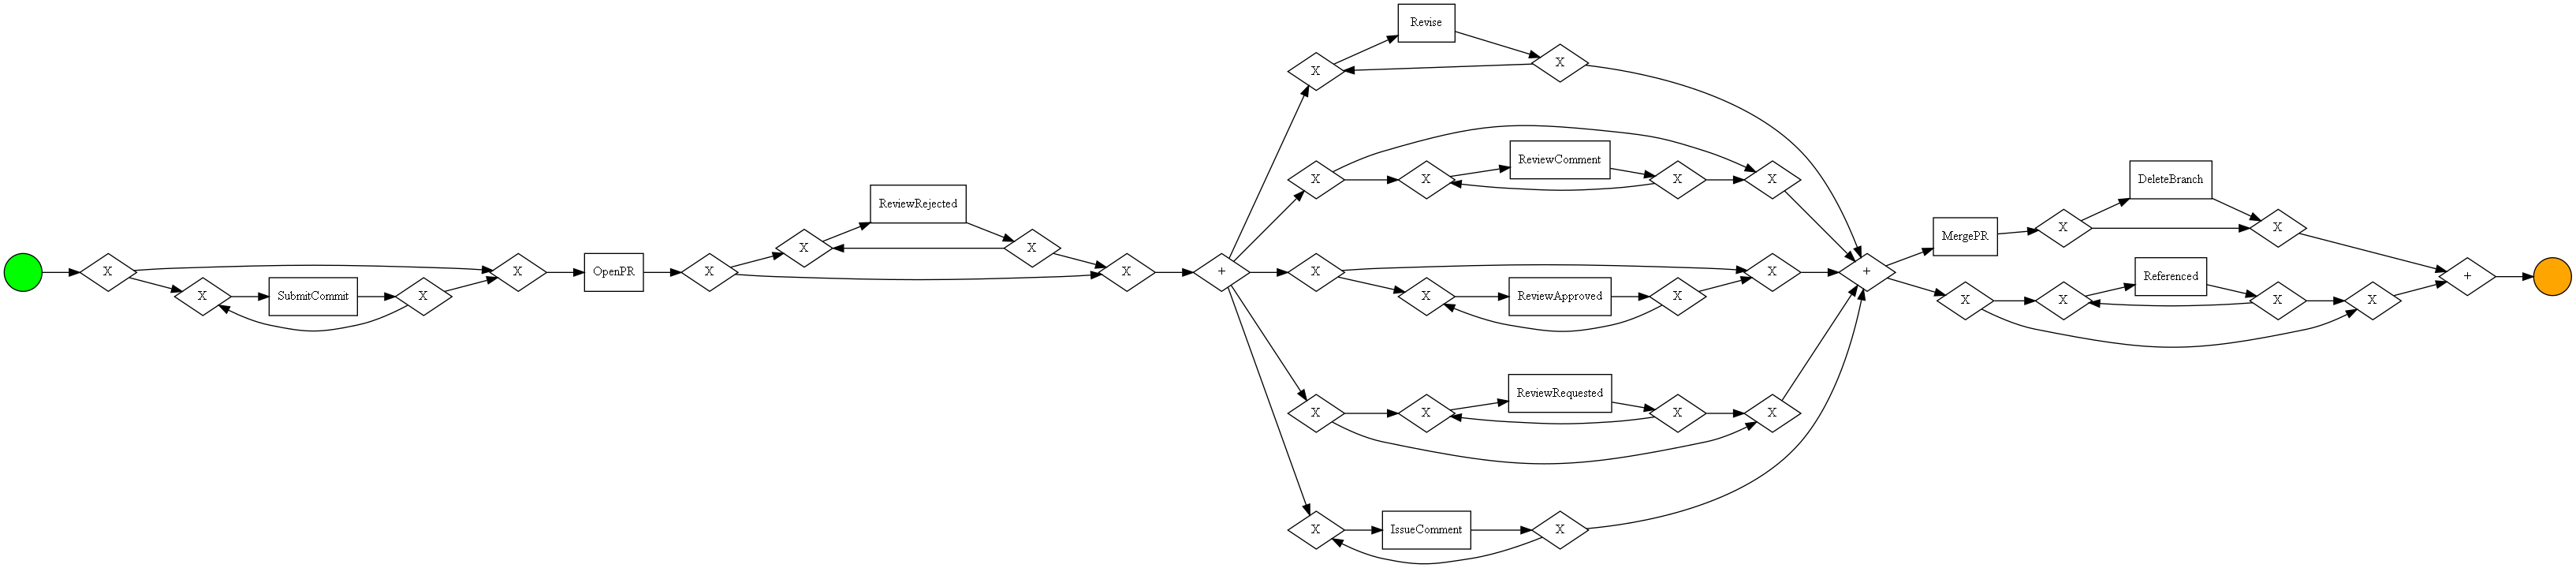 Revise
X
X
ReviewComment
X
X
X
X
DeleteBranch
ReviewRejected
MergePR
X
X
X
X
X
SubmitCommit
X
X
X
OpenPR
X
X
+
X
ReviewApproved
X
X
X
+
X
X
Referenced
X
X
+
X
ReviewRequested
X
X
X
X
IssueComment
X